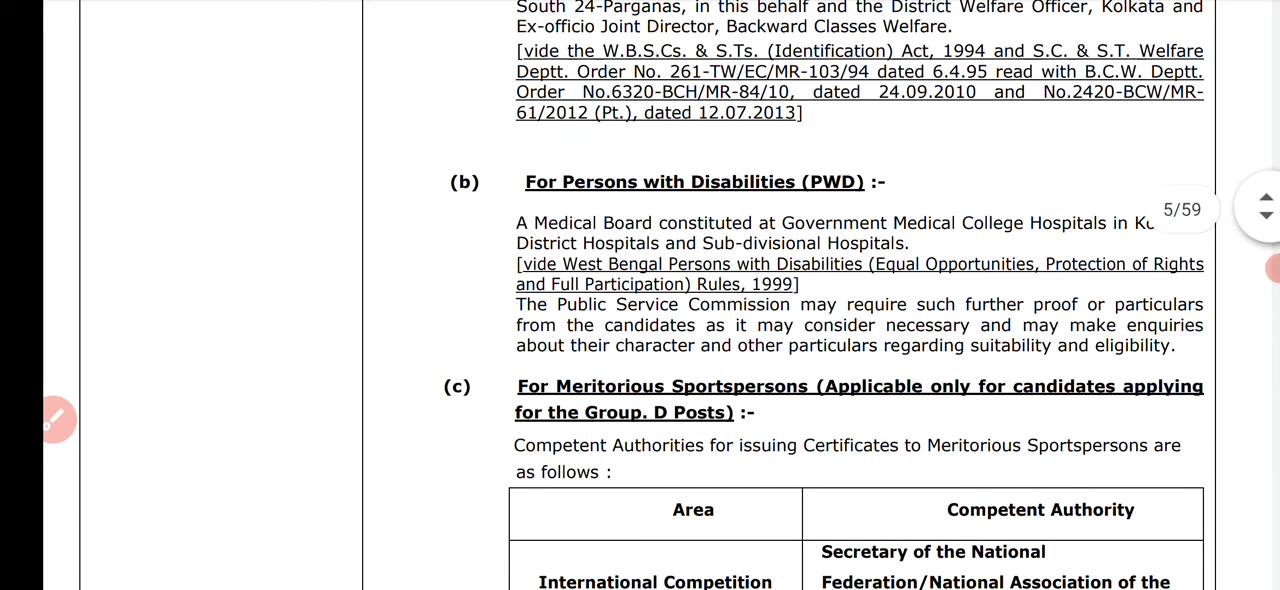 South 24-Parganas, in this behalf and the District Welfare Officer, Kolkata and
Ex-officio Joint Director, Backward Classes Welfare.
[vide the W.B.S.Cs. & S.Ts. (Identification) Act, 1994 and S.C. & S.T. Welfare
Deptt. Order No. 261-TW/EC/MR-103/94 dated 6.4.95 read with B.C.W. Deptt.
Order No.6320-BCH/MR-84/10, dated 24.09.2010 and No.2420-BCW/MR-
61/2012 (Pt.), dated 12.07.2013]
(b) For Persons with Disabilities (PWD) :-
5/59
A Medical Board constituted at Government Medical College Hospitals in
District Hospitals and Sub-divisional Hospitals.
[vide West Bengal Persons with Disabilities (Equal Opportunities, Protection of Rights
and Full Participation) Rules, 1999]
The Public Service Commission may require such further proof or particulars
from the candidates as it may consider necessary and may make enquiries
about their character and other particulars regarding suitability and eligibility.
(c) For Meritorious Sportspersons (Applicable only for candidates applying
for the Group. D Posts) :-
Competent Authorities for issuing Certificates to Meritorious Sportspersons are
as follows :
Area Competent Authority
Secretary of the National
International Competition Federation/National Association of the